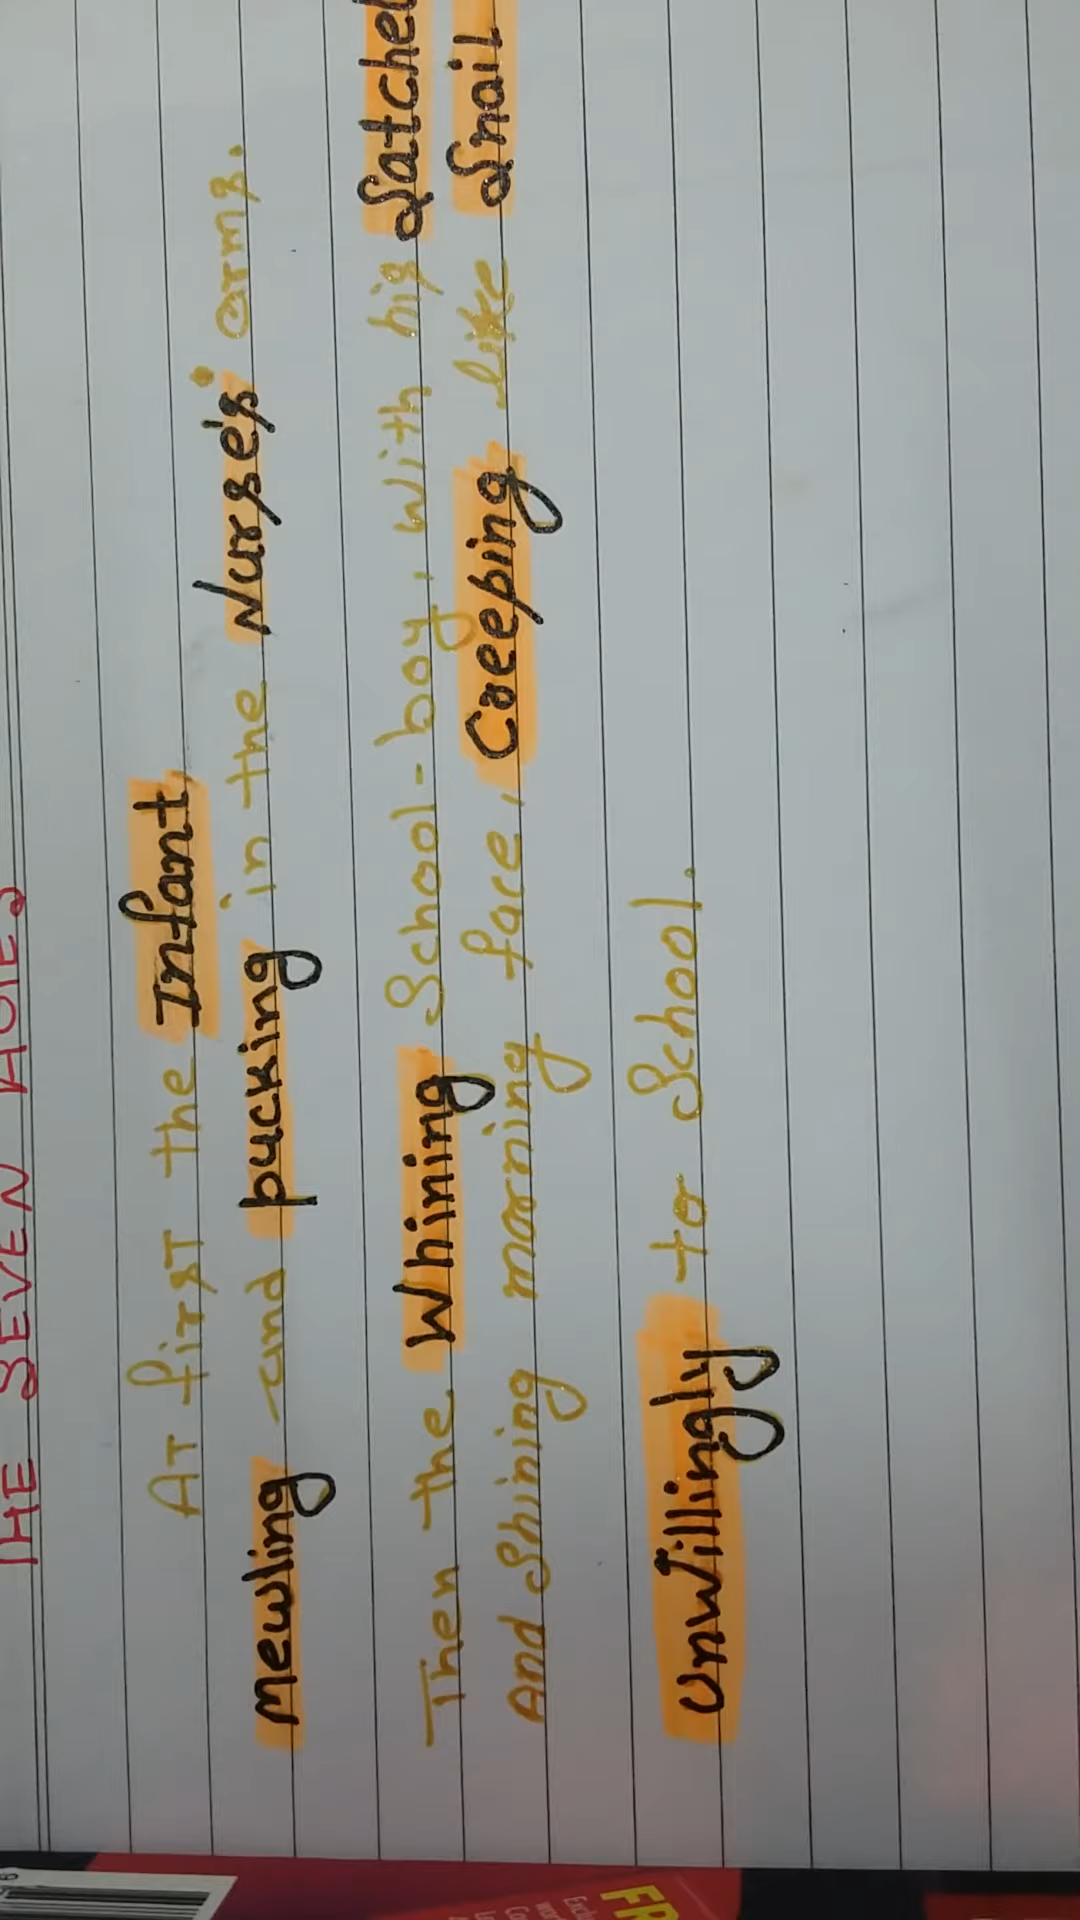 THE SEVEN AGES
AT first the Infant,
Mewling and pucking in the Nurse's arms.
Then the Whining School-boy, with his Satchel
And Shining morning face, Creeping like Snail
Unwillingly to School.
FR